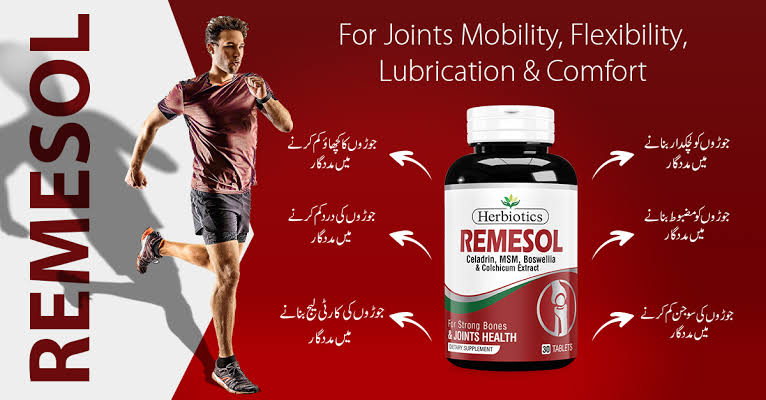 REMESOL
For Joints Mobility, Flexibility,
Lubrication & Comfort
جوڑوں کا کھچاؤ کم کرنے
میں مددگار
جوڑوں کی درد کم کرنے
میں مددگار
جوڑوں کی کارٹی لیج بنانے
میں مددگار
Herbiotics
REMESOL
Celadrin, MSM, Boswellia
& Colchicum Extract
For Strong Bones
& JOINTS HEALTH
DIETARY SUPPLEMENT
30 TABLETS
جوڑوں کو لچکدار بنانے
میں مددگار
جوڑوں کو مضبوط بنانے
میں مددگار
جوڑوں کی سوجن کم کرنے
میں مددگار